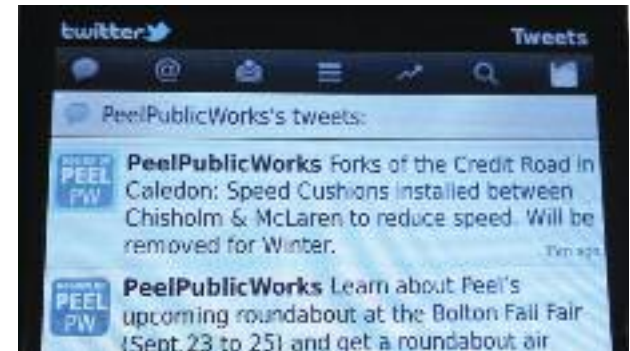 twitter
Tweets
@
PeelPublicWorks's tweets:
PEEL
PW
PeelPublicWorks Forks of the Credit Road in
Caledon: Speed Cushions installed between
Chisholm & McLaren to reduce speed. Will be
removed for Winter.
PEEL
PW
PeelPublicWorks Learn about Peel's
upcoming roundabout at the Bolton Fall Fair
(Sept 23 to 25) and get a roundabout air